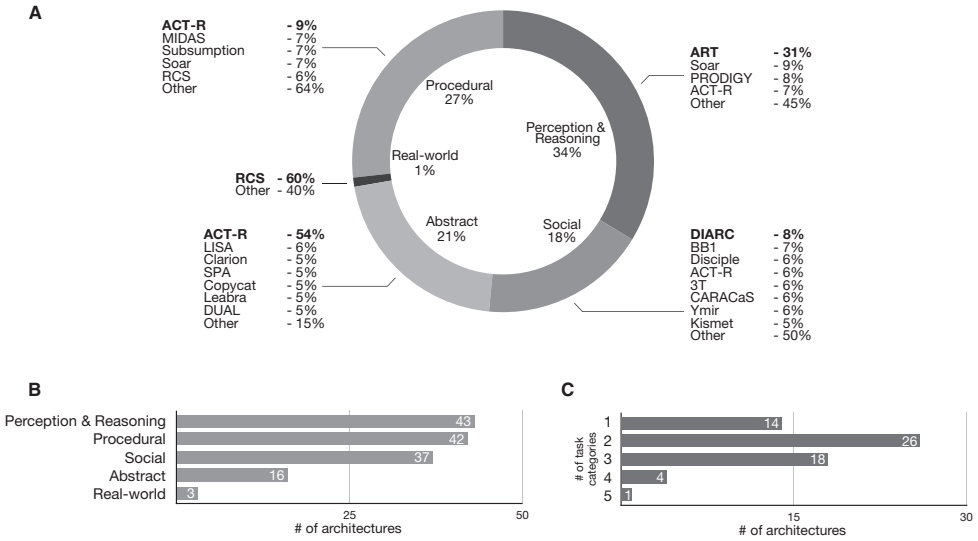 A
ACT-R - 9%
MIDAS - 7%
Subsumption - 7%
Soar - 7%
RCS - 6%
Other - 64%
ART - 31%
Soar - 9%
PRODIGY - 8%
ACT-R - 7%
Other - 45%
Procedural
27%
Perception &
Reasoning
34%
Real-world
1%
RCS - 60%
Other - 40%
Abstract
21%
Social
18%
ACT-R - 54%
LISA - 6%
Clarion - 5%
SPA - 5%
Copycat - 5%
Leabra - 5%
DUAL - 5%
Other - 15%
DIARC - 8%
BB1 - 7%
Disciple - 6%
ACT-R - 6%
3T - 6%
CARACaS - 6%
Ymir - 6%
Kismet - 5%
Other - 50%
B
Perception & Reasoning 43
Procedural 42
Social 37
Abstract 16
Real-world 3
25 50
# of architectures
C
# of task
categories
1 14
2 26
3 18
4 4
5 1
15 30
# of architectures